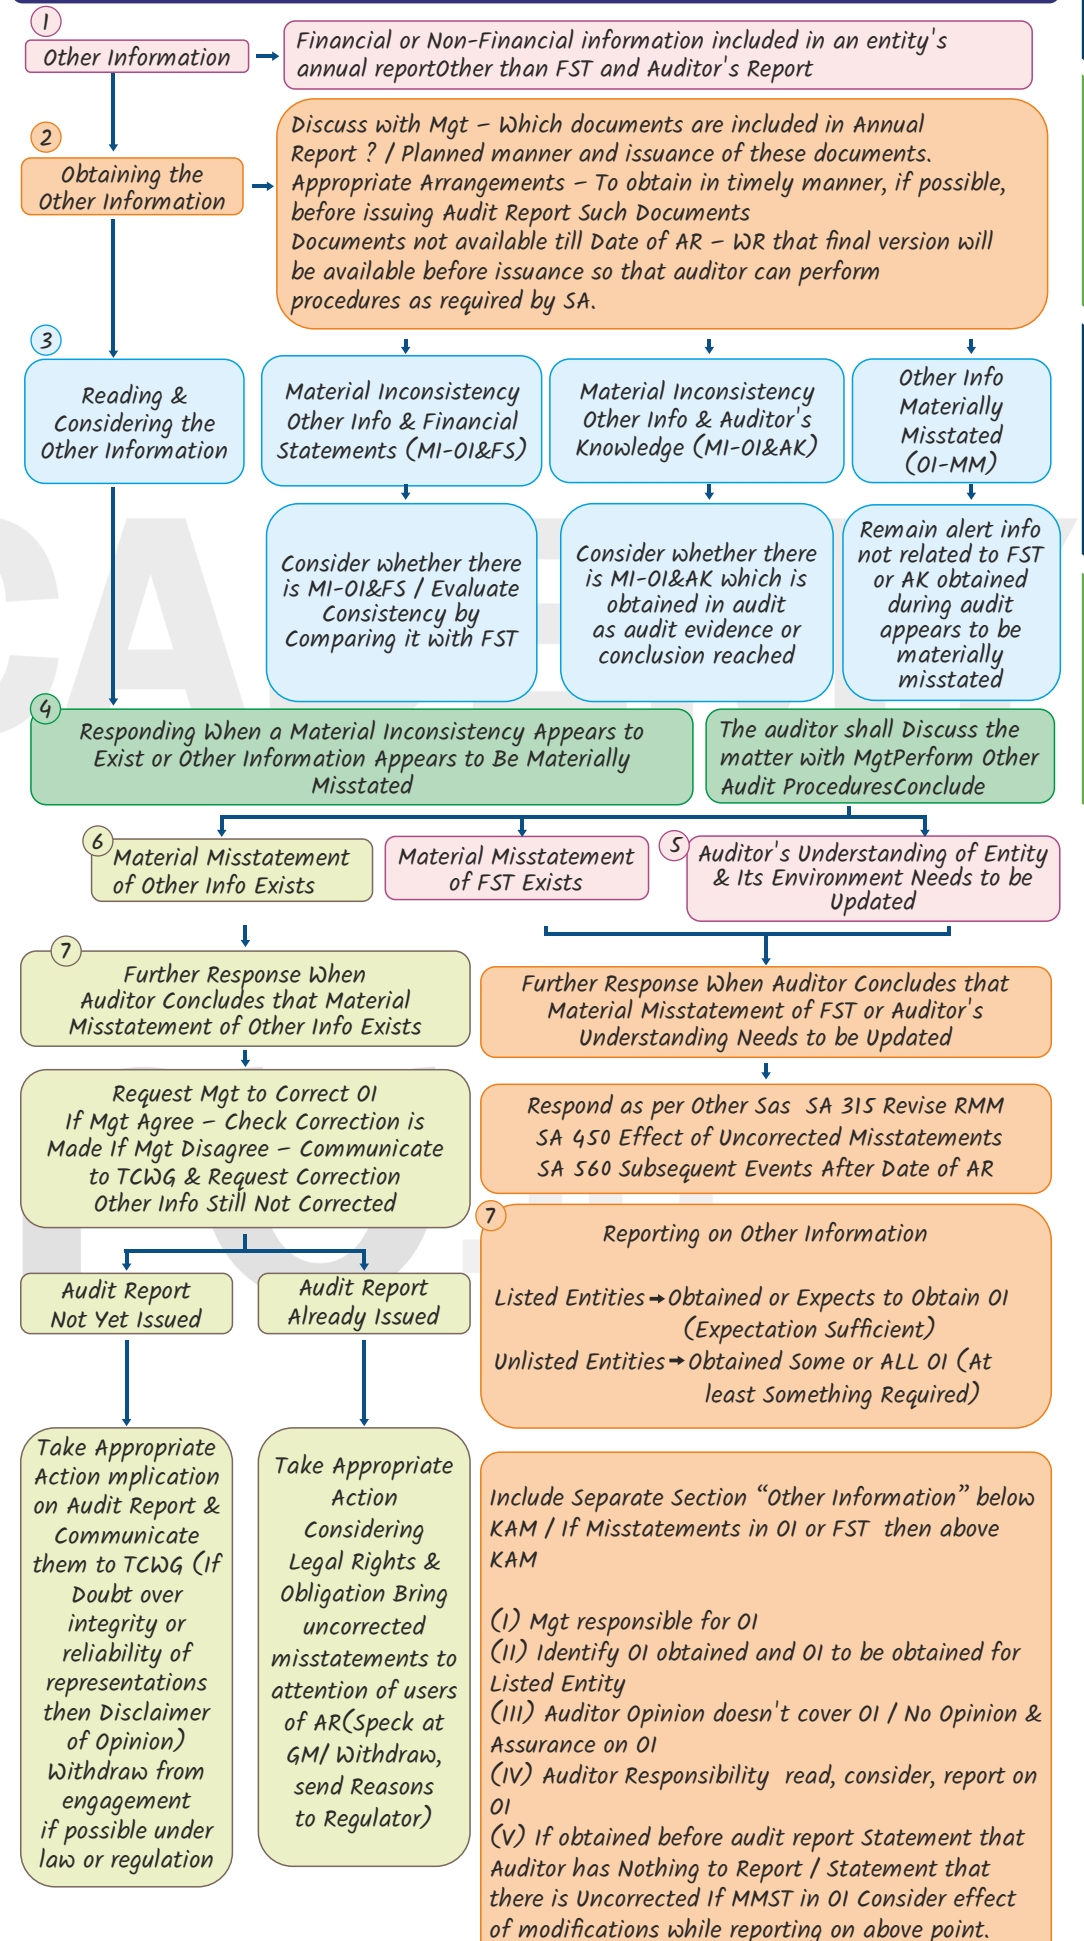 1
Other Information
Financial or Non-Financial information included in an entity's
annual reportOther than FST and Auditor's Report
2
Obtaining the
Other Information
Discuss with Mgt – Which documents are included in Annual
Report ? / Planned manner and issuance of these documents.
Appropriate Arrangements – To obtain in timely manner, if possible,
before issuing Audit Report Such Documents
Documents not available till Date of AR – WR that final version will
be available before issuance so that auditor can perform
procedures as required by SA.
3
Reading &
Considering the
Other Information
Material Inconsistency
Other Info & Financial
Statements (MI-OI&FS)
Material Inconsistency
Other Info & Auditor's
Knowledge (MI-OI&AK)
Other Info
Materially
Misstated
(OI-MM)
Consider whether there
is MI-OI&FS / Evaluate
Consistency by
Comparing it with FST
Consider whether there
is MI-OI&AK which is
obtained in audit
as audit evidence or
conclusion reached
Remain alert info
not related to FST
or AK obtained
during audit
appears to be
materially
misstated
4
Responding When a Material Inconsistency Appears to
Exist or Other Information Appears to Be Materially
Misstated
The auditor shall Discuss the
matter with MgtPerform Other
Audit ProceduresConclude
6
Material Misstatement
of Other Info Exists
Material Misstatement
of FST Exists
5
Auditor's Understanding of Entity
& Its Environment Needs to be
Updated
7
Further Response When
Auditor Concludes that Material
Misstatement of Other Info Exists
Further Response When Auditor Concludes that
Material Misstatement of FST or Auditor's
Understanding Needs to be Updated
Request Mgt to Correct OI
If Mgt Agree – Check Correction is
Made If Mgt Disagree – Communicate
to TCWG & Request Correction
Other Info Still Not Corrected
Respond as per Other Sas  SA 315 Revise RMM
SA 450 Effect of Uncorrected Misstatements
SA 560 Subsequent Events After Date of AR
Audit Report
Not Yet Issued
Audit Report
Already Issued
7
Reporting on Other Information
Listed Entities→Obtained or Expects to Obtain OI
(Expectation Sufficient)
Unlisted Entities→Obtained Some or ALL OI (At
least Something Required)
Take Appropriate
Action mplication
on Audit Report &
Communicate
them to TCWG (If
Doubt over
integrity or
reliability of
representations
then Disclaimer
of Opinion)
Withdraw from
engagement
if possible under
law or regulation
Take Appropriate
Action
Considering
Legal Rights &
Obligation Bring
uncorrected
misstatements to
attention of users
of AR(Speck at
GM/ Withdraw,
send Reasons
to Regulator)
Include Separate Section “Other Information” below
KAM / If Misstatements in OI or FST  then above
KAM
(I) Mgt responsible for OI
(II) Identify OI obtained and OI to be obtained for
Listed Entity
(III) Auditor Opinion doesn't cover OI / No Opinion &
Assurance on OI
(IV) Auditor Responsibility  read, consider, report on
OI
(V) If obtained before audit report Statement that
Auditor has Nothing to Report / Statement that
there is Uncorrected If MMST in OI Consider effect
of modifications while reporting on above point.